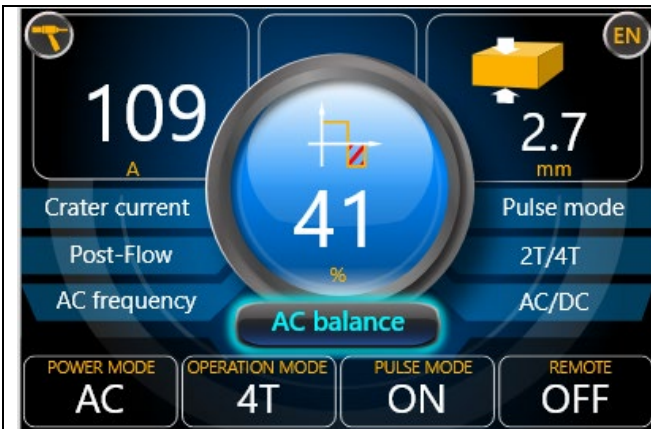 EN
109
A
2.7
mm
41
%
Crater current
Post-Flow
AC frequency
Pulse mode
2T/4T
AC/DC
AC balance
POWER MODE
AC
OPERATION MODE
4T
PULSE MODE
ON
REMOTE
OFF